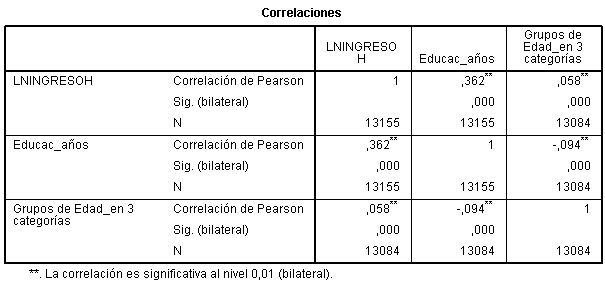 Correlaciones
LNINGRESO
H Educac_años Grupos de
Edad_en 3
categorías
LNINGRESOH Correlación de Pearson 1 ,362** ,058**
Sig. (bilateral) ,000 ,000
N 13155 13155 13084
Educac_años Correlación de Pearson ,362** 1 -,094**
Sig. (bilateral) ,000 ,000
N 13155 13155 13084
Grupos de Edad_en 3
categorías Correlación de Pearson ,058** -,094** 1
Sig. (bilateral) ,000 ,000
N 13084 13084 13084
**. La correlación es significativa al nivel 0,01 (bilateral).